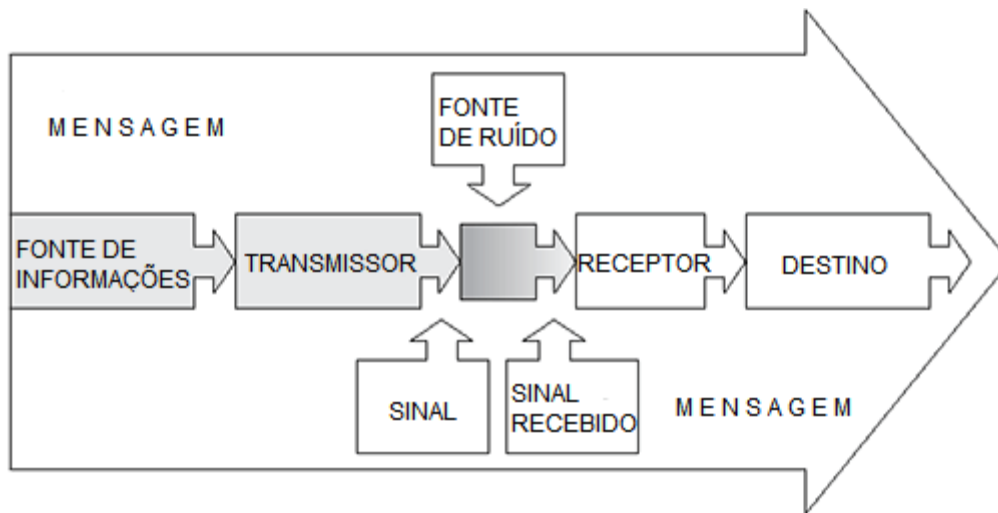 MENSAGEM
FONTE
DE RUÍDO
FONTE DE
INFORMAÇÕES
TRANSMISSOR
RECEPTOR
DESTINO
SINAL
SINAL
RECEBIDO
MENSAGEM